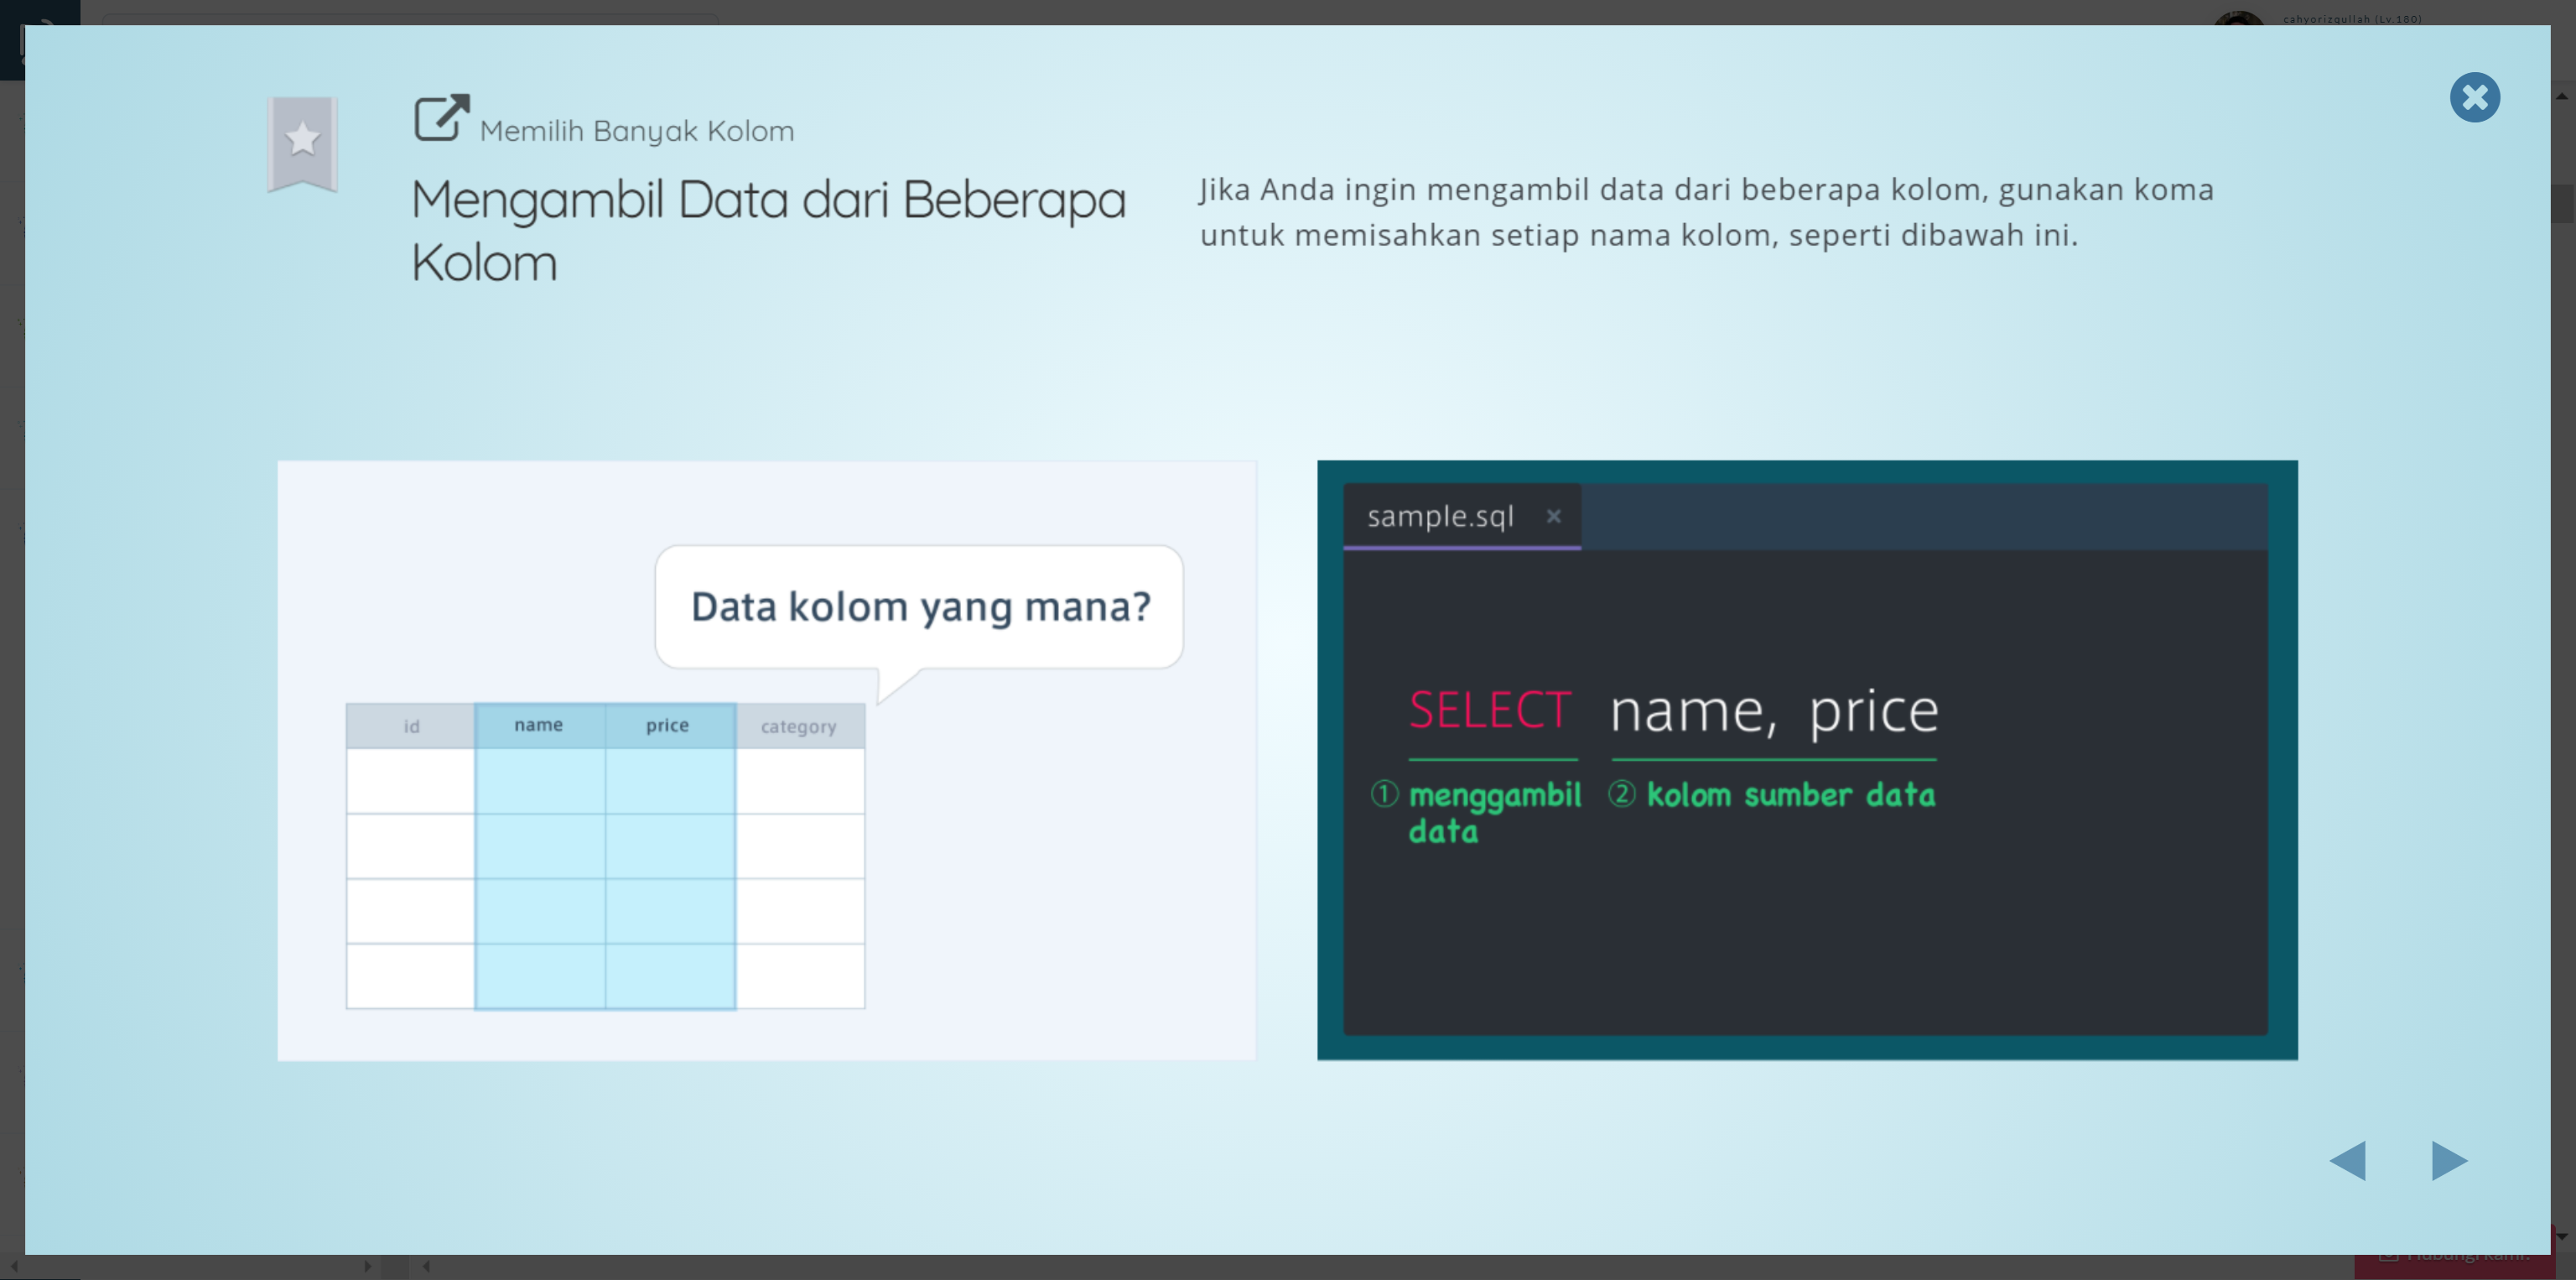 cahyorizqullah (Lv.180)
Memilih Banyak Kolom
Mengambil Data dari Beberapa
Kolom
Jika Anda ingin mengambil data dari beberapa kolom, gunakan koma
untuk memisahkan setiap nama kolom, seperti dibawah ini.
Data kolom yang mana?
id name price category
sample.sql
SELECT name, price
① menggambil ② kolom sumber data
data
Hubungi kami!